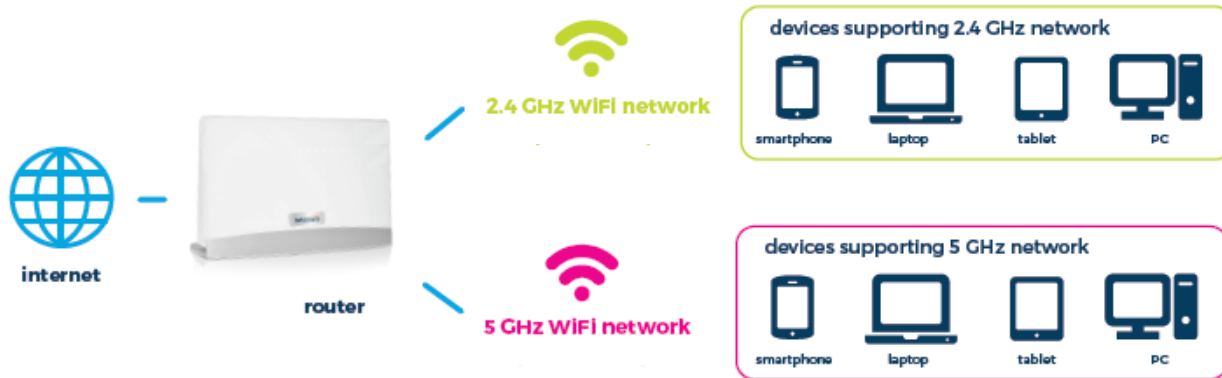 devices supporting 2.4 GHz network
2.4 GHz WiFi network
smartphone
laptop
tablet
PC
internet
router
devices supporting 5 GHz network
5 GHz WiFi network
smartphone
laptop
tablet
PC